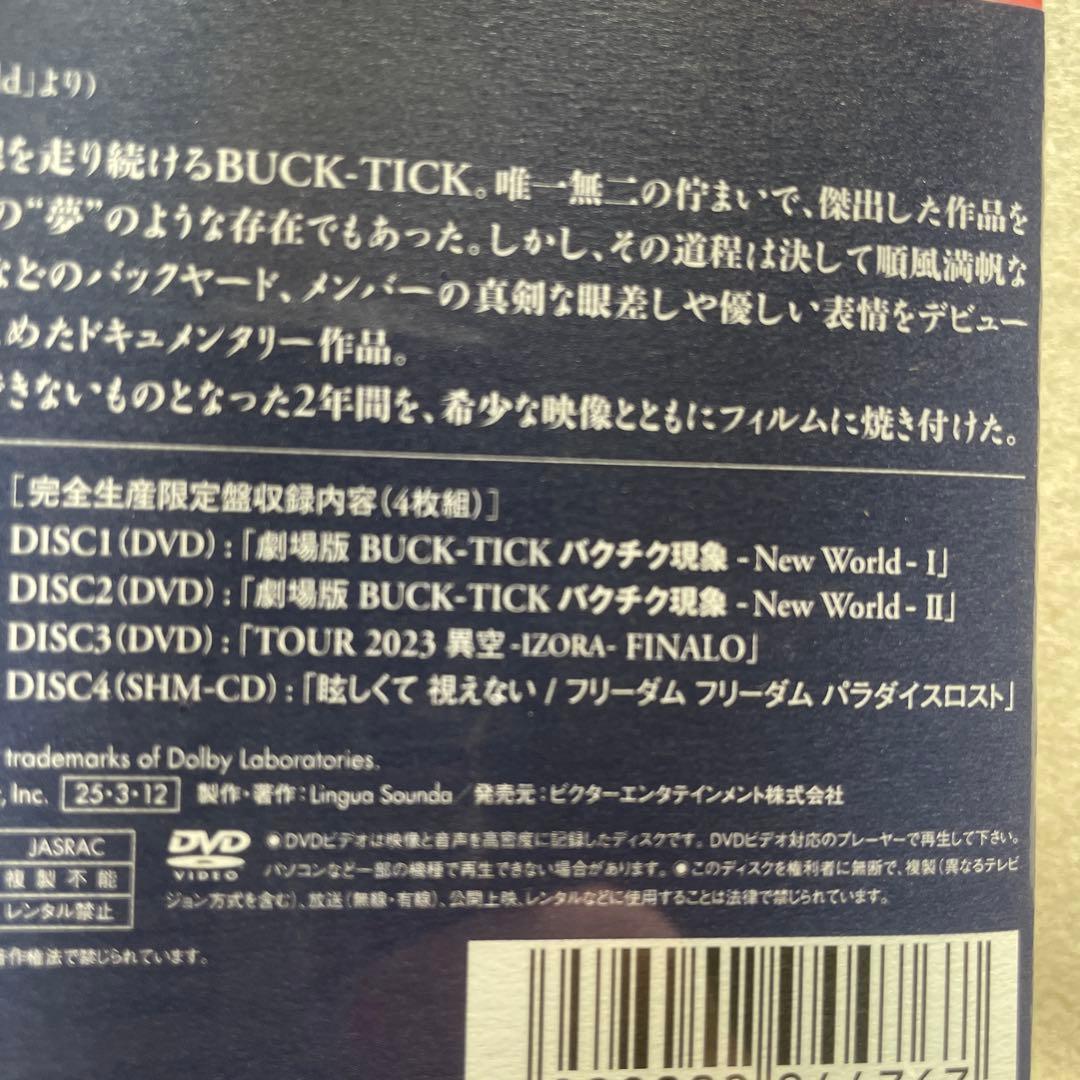 ld」より)
を走り続けるBUCK-TICK。唯一無二の佇まいで、傑出した作品を
の“夢”のような存在でもあった。しかし、その道程は決して順風満帆な
などのバックヤード、メンバーの真剣な眼差しや優しい表情をデビュー
とめたドキュメンタリー作品。
できないものとなった2年間を、希少な映像とともにフィルムに焼き付けた。
[完全生産限定盤収録内容(4枚組)]
DISC1(DVD):「劇場版 BUCK-TICK バクチク現象 - New World - I」
DISC2(DVD):「劇場版 BUCK-TICK バクチク現象 - New World - II」
DISC3(DVD):「TOUR 2023 異空-IZORA- FINALO」
DISC4(SHM-CD):「眩しくて 視えない / フリーダム フリーダム パラダイスロスト」
trademarks of Dolby Laboratories.
, Inc. 25・3・12 製作・著作:Lingua Sounda/発売元:ビクターエンタテインメント株式会社
JASRAC
複製不能
レンタル禁止
DVD
VIDEO
●DVDビデオは映像と音声を高密度に記録したディスクです。DVDビデオ対応のプレーヤーで再生して下さい。
パソコンなど一部の機種で再生できない場合があります。●このディスクを権利者に無断で、複製(異なるテレビ
ジョン方式を含む)、放送(無線・有線)、公開上映、レンタルなどに使用することは法律で禁じられています。
著作権法で禁じられています。